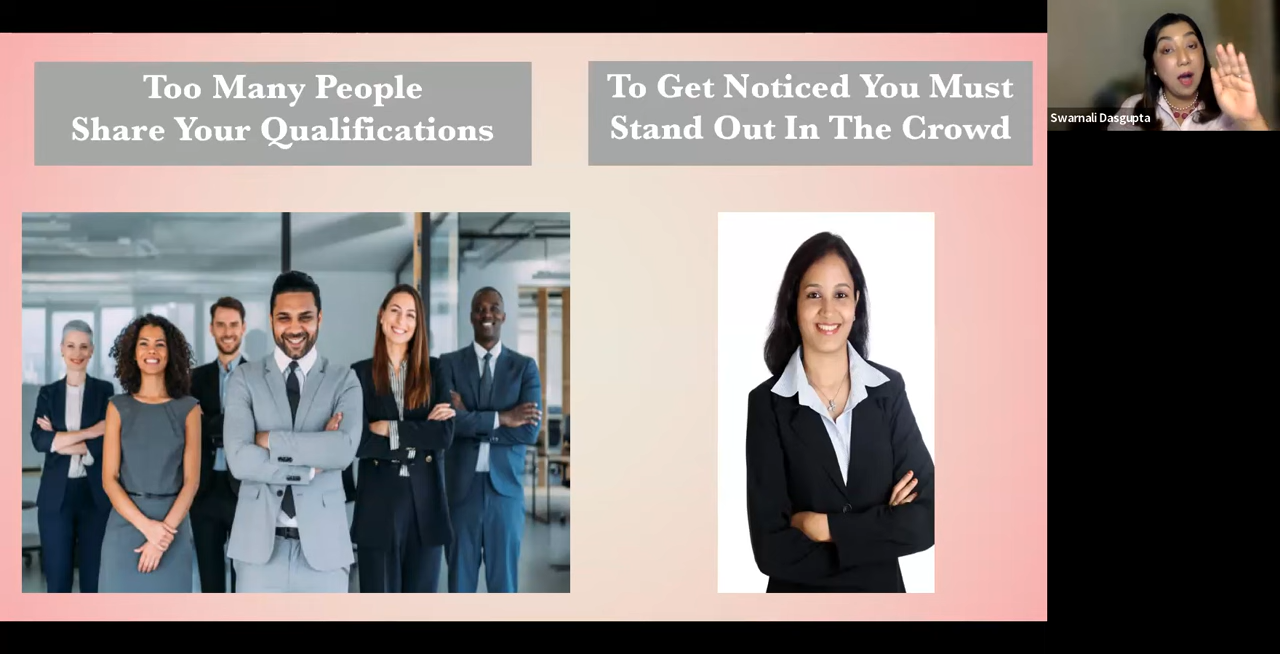 Too Many People
Share Your Qualifications
To Get Noticed You Must
Stand Out In The Crowd
Swarnali Dasgupta